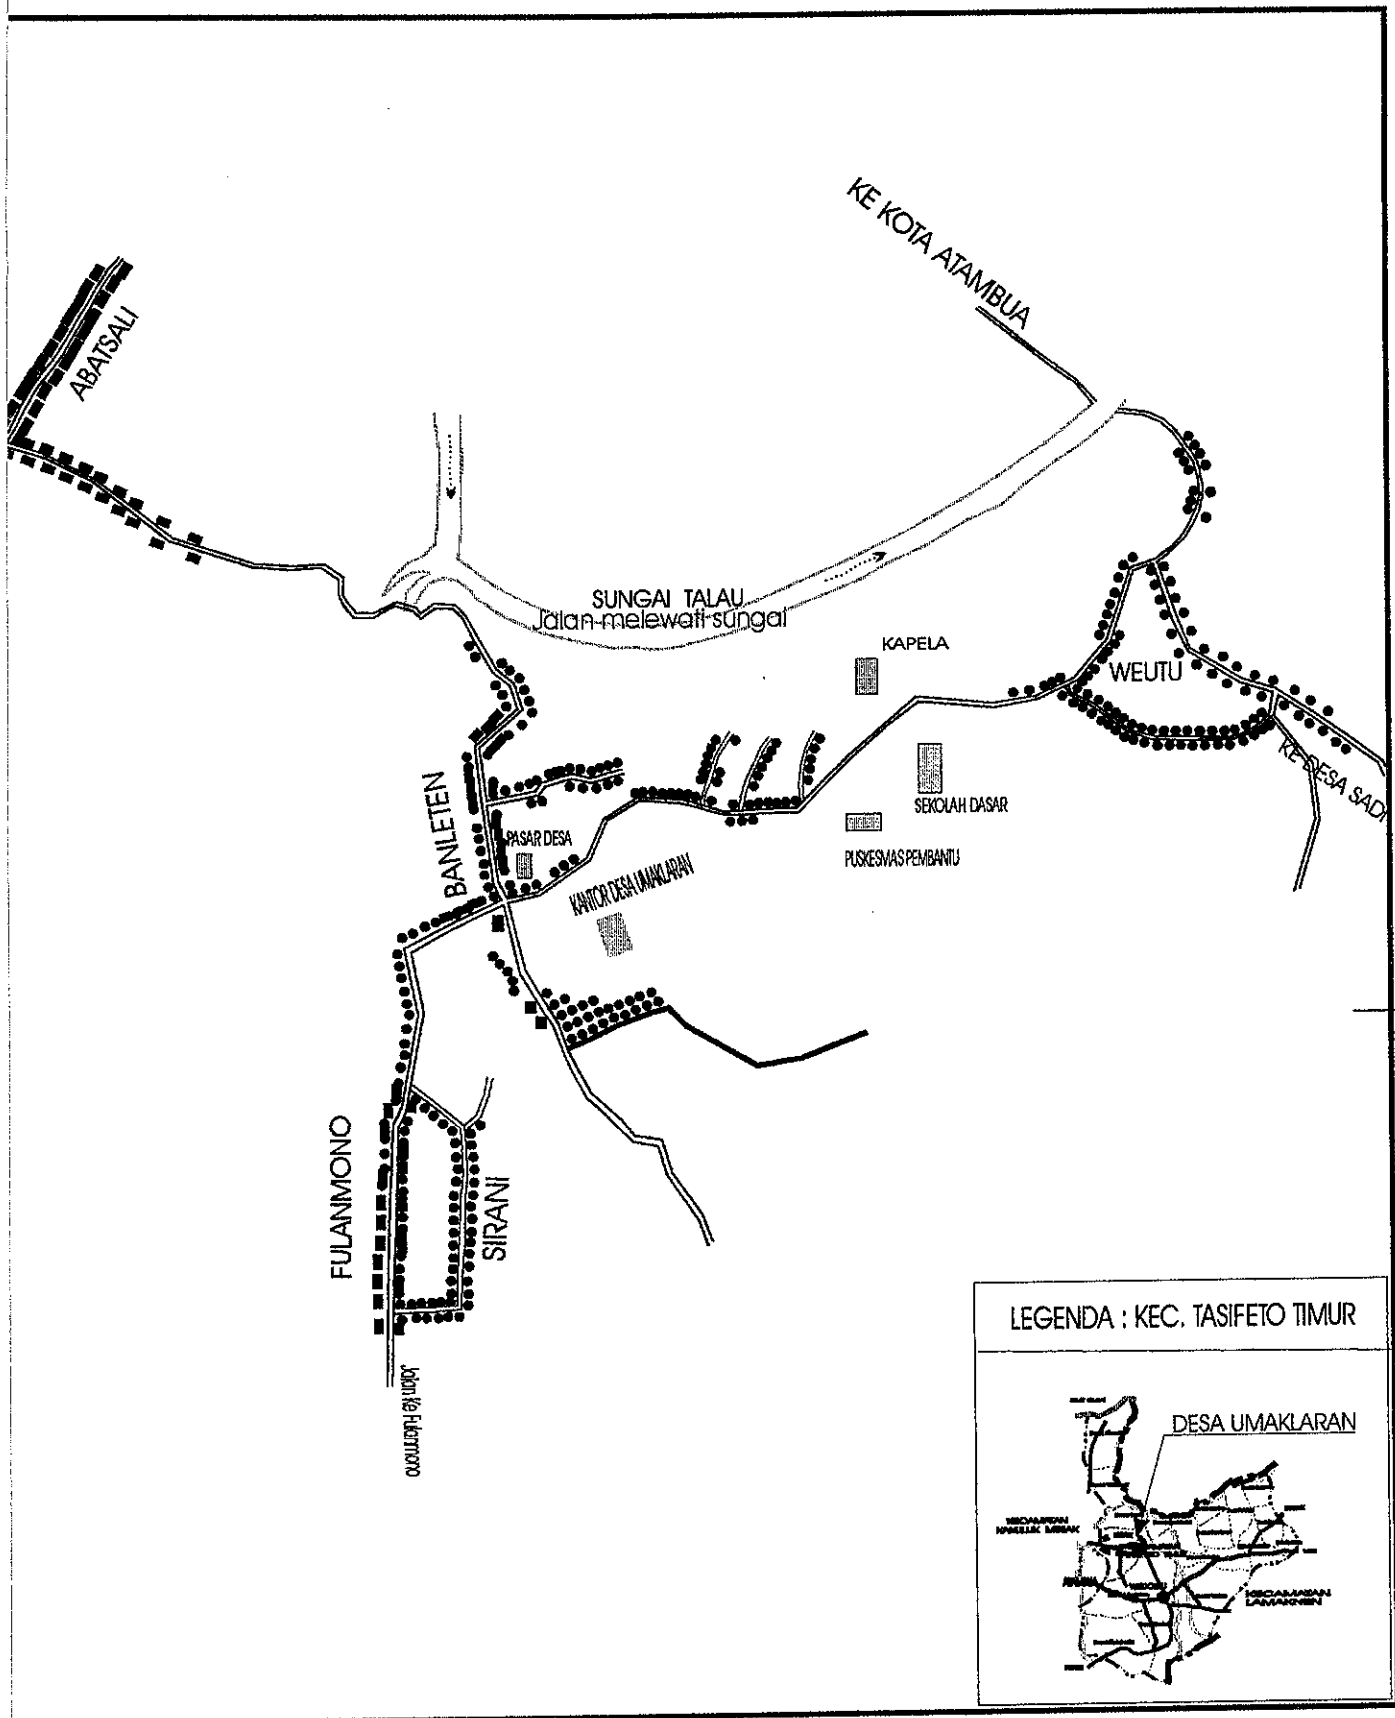 KE KOTA ATAMBUA
ABATSALI
SUNGAI TALAU
Jalan melewati sungai
KAPELA
WEUTU
KE DESA SADI
SEKOLAH DASAR
BANLETEN
PASAR DESA
PUSKESMAS PEMBANTU
KANTOR DESA UMAKLARAN
FULANMONO
SIRANI
Jalan Ke Fulanmono
LEGENDA : KEC. TASIFETO TIMUR
DESA UMAKLARAN
KECAMATAN
KECAMATAN
LAMAKNEN